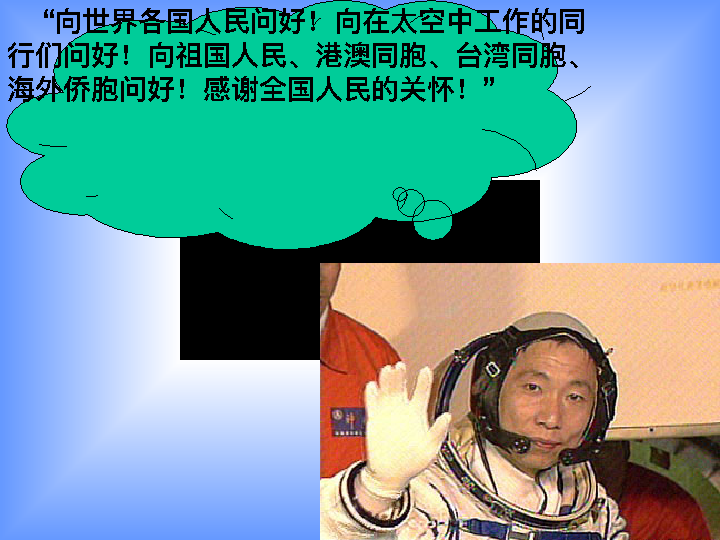 “向世界各国人民问好！向在太空中工作的同
行们问好！向祖国人民、港澳同胞、台湾同胞、
海外侨胞问好！感谢全国人民的关怀！”
神